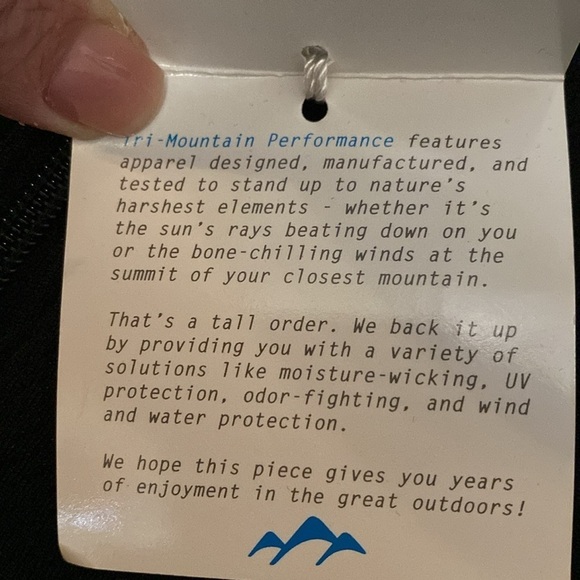 Tri-Mountain Performance features
apparel designed, manufactured, and
tested to stand up to nature's
harshest elements - whether it's
the sun's rays beating down on you
or the bone-chilling winds at the
summit of your closest mountain.
That's a tall order. We back it up
by providing you with a variety of
solutions like moisture-wicking, UV
protection, odor-fighting, and wind
and water protection.
We hope this piece gives you years
of enjoyment in the great outdoors!